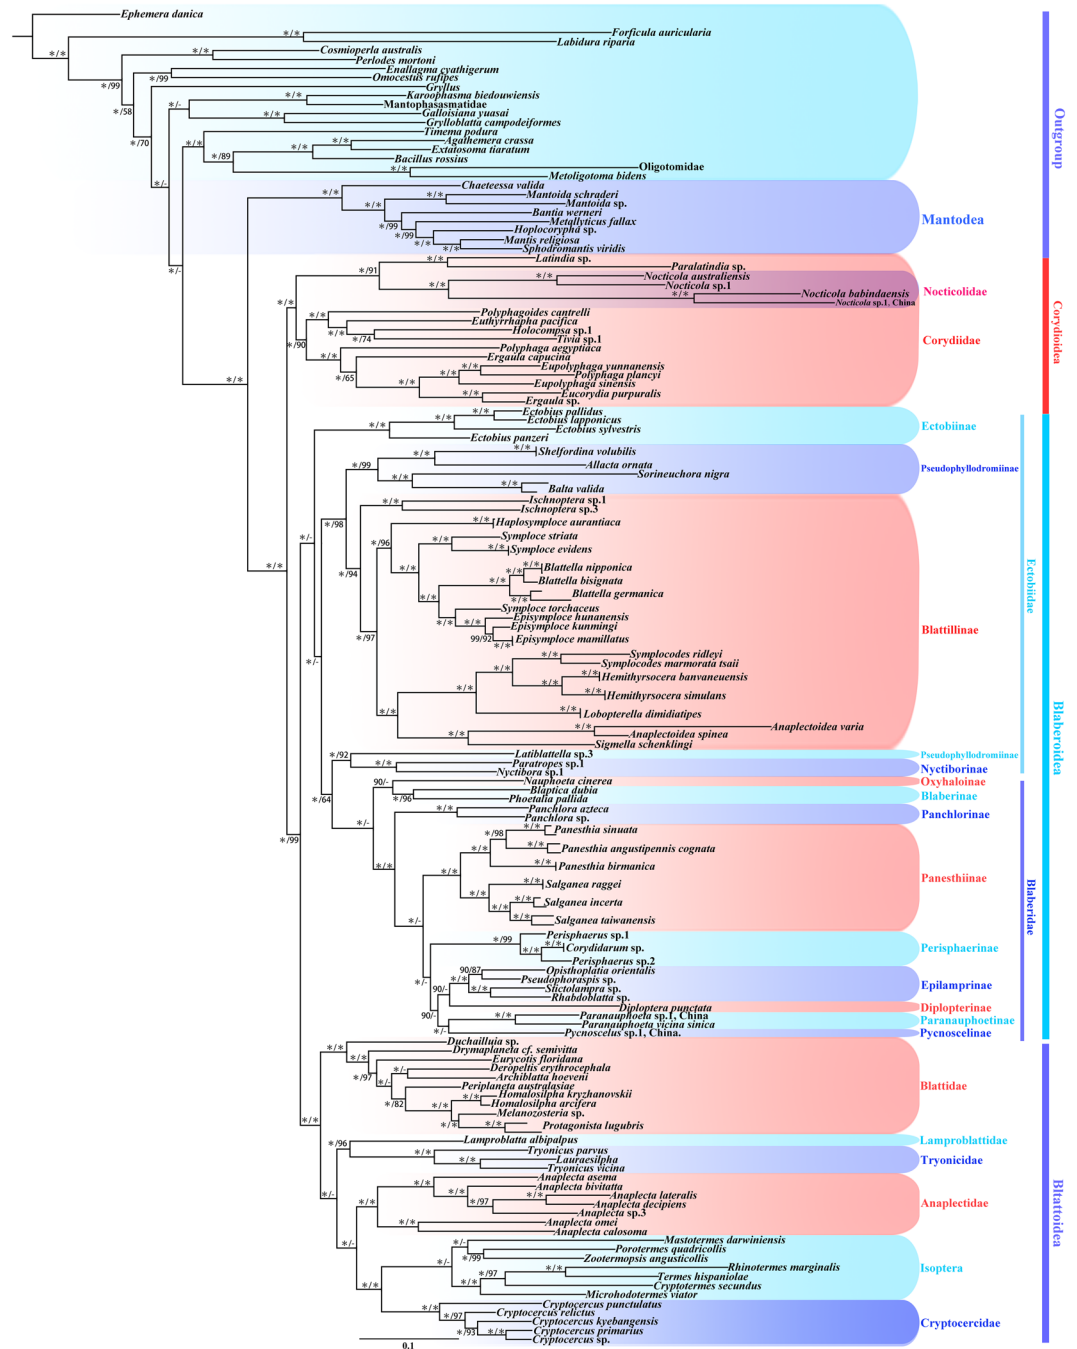 Ephemera danica
Forficula auricularia
Labidura riparia
Cosmioperla australis
Perlodes mortoni
Enallagma cyathigerum
Omocestus rufipes
Gryllus
Karoophasma biedouwiensis
Mantophasasmatidae
Galloisiana yuasai
Grylloblatta campodeiformes
Timema podura
Agathemera crassa
Extatosoma tiaratum
Bacillus rossius
Oligotomidae
Metoligotoma bidens
Outgroup
Chaeteessa valida
Mantoida schraderi
Mantoida sp.
Bantia werneri
Metallyticus fallax
Hoplocorypha sp.
Mantis religiosa
Sphodromantis viridis
Mantodea
Latindia sp.
Paralatindia sp.
Nocticola australiensis
Nocticola sp.1
Nocticola babindaensis
Nocticola sp.1, China
Nocticolidae
Polyphagoides cantrelli
Euthyrrhapha pacifica
Holocompsa sp.1
Tivia sp.1
Polyphaga aegyptiaca
Ergaula capucina
Eupolyphaga yunnanensis
Polyphaga plancyi
Eupolyphaga sinensis
Eucorydia purpuralis
Ergaula sp.
Corydiidae
Corydioidea
Ectobius pallidus
Ectobius lapponicus
Ectobius sylvestris
Ectobius panzeri
Ectobiinae
Shelfordina volubilis
Allacta ornata
Sorineuchora nigra
Balta valida
Pseudophyllodromiinae
Ischnoptera sp.1
Ischnoptera sp.3
Haplosymploce aurantiaca
Symploce striata
Symploce evidens
Blattella nipponica
Blattella bisignata
Blattella germanica
Symploce torchaceus
Episymploce hunanensis
Episymploce kunmingi
Episymploce mamillatus
Symplocodes ridleyi
Symplocodes marmorata tsaii
Hemithyrsocera banvaneuensis
Hemithyrsocera simulans
Lobopterella dimidiatipes
Anaplectoidea varia
Anaplectoidea spinea
Sigmella schenklingi
Blattillinae
Ectobiidae
Latiblattella sp.3
Pseudophyllodromiinae
Paratropes sp.1
Nyctibora sp.1
Nyctiborinae
Nauphoeta cinerea
Oxyhaloinae
Blaptica dubia
Phoetalia pallida
Blaberinae
Panchlora azteca
Panchlora sp.
Panchlorinae
Panesthia sinuata
Panesthia angustipennis cognata
Panesthia birmanica
Salganea raggei
Salganea incerta
Salganea taiwanensis
Panesthiinae
Perisphaerus sp.1
Corydidarum sp.
Perisphaerus sp.2
Perisphaerinae
Opisthoplatia orientalis
Pseudophoraspis sp.
Stictolampra sp.
Rhabdoblatta sp.
Epilamprinae
Diploptera punctata
Diplopterinae
Paranauphoeta sp.1, China
Paranauphoeta vicina sinica
Paranauphoetinae
Pycnoscelus sp.1, China.
Pycnoscelinae
Blaberidae
Blaberoidea
Duchailluia sp.
Drymaplaneta cf. semivitta
Eurycotis floridana
Deropeltis erythrocephala
Archiblatta hoeveni
Periplaneta australasiae
Homalosilpha kryzhanovskii
Homalosilpha arcifera
Melanozosteria sp.
Protagonista lugubris
Blattidae
Lamproblatta albipalpus
Lamproblattidae
Tryonicus parvus
Lauraesilpha
Tryonicus vicina
Tryonicidae
Anaplecta asema
Anaplecta bivitatta
Anaplecta lateralis
Anaplecta decipiens
Anaplecta sp.3
Anaplecta omei
Anaplecta calosoma
Anaplectidae
Mastotermes darwiniensis
Porotermes quadricollis
Zootermopsis angusticollis
Rhinotermes marginalis
Termes hispaniolae
Cryptotermes secundus
Microhodotermes viator
Isoptera
Cryptocercus punctulatus
Cryptocercus relictus
Cryptocercus kyebangensis
Cryptocercus primarius
Cryptocercus sp.
Cryptocercidae
Bltattoidea
0.1